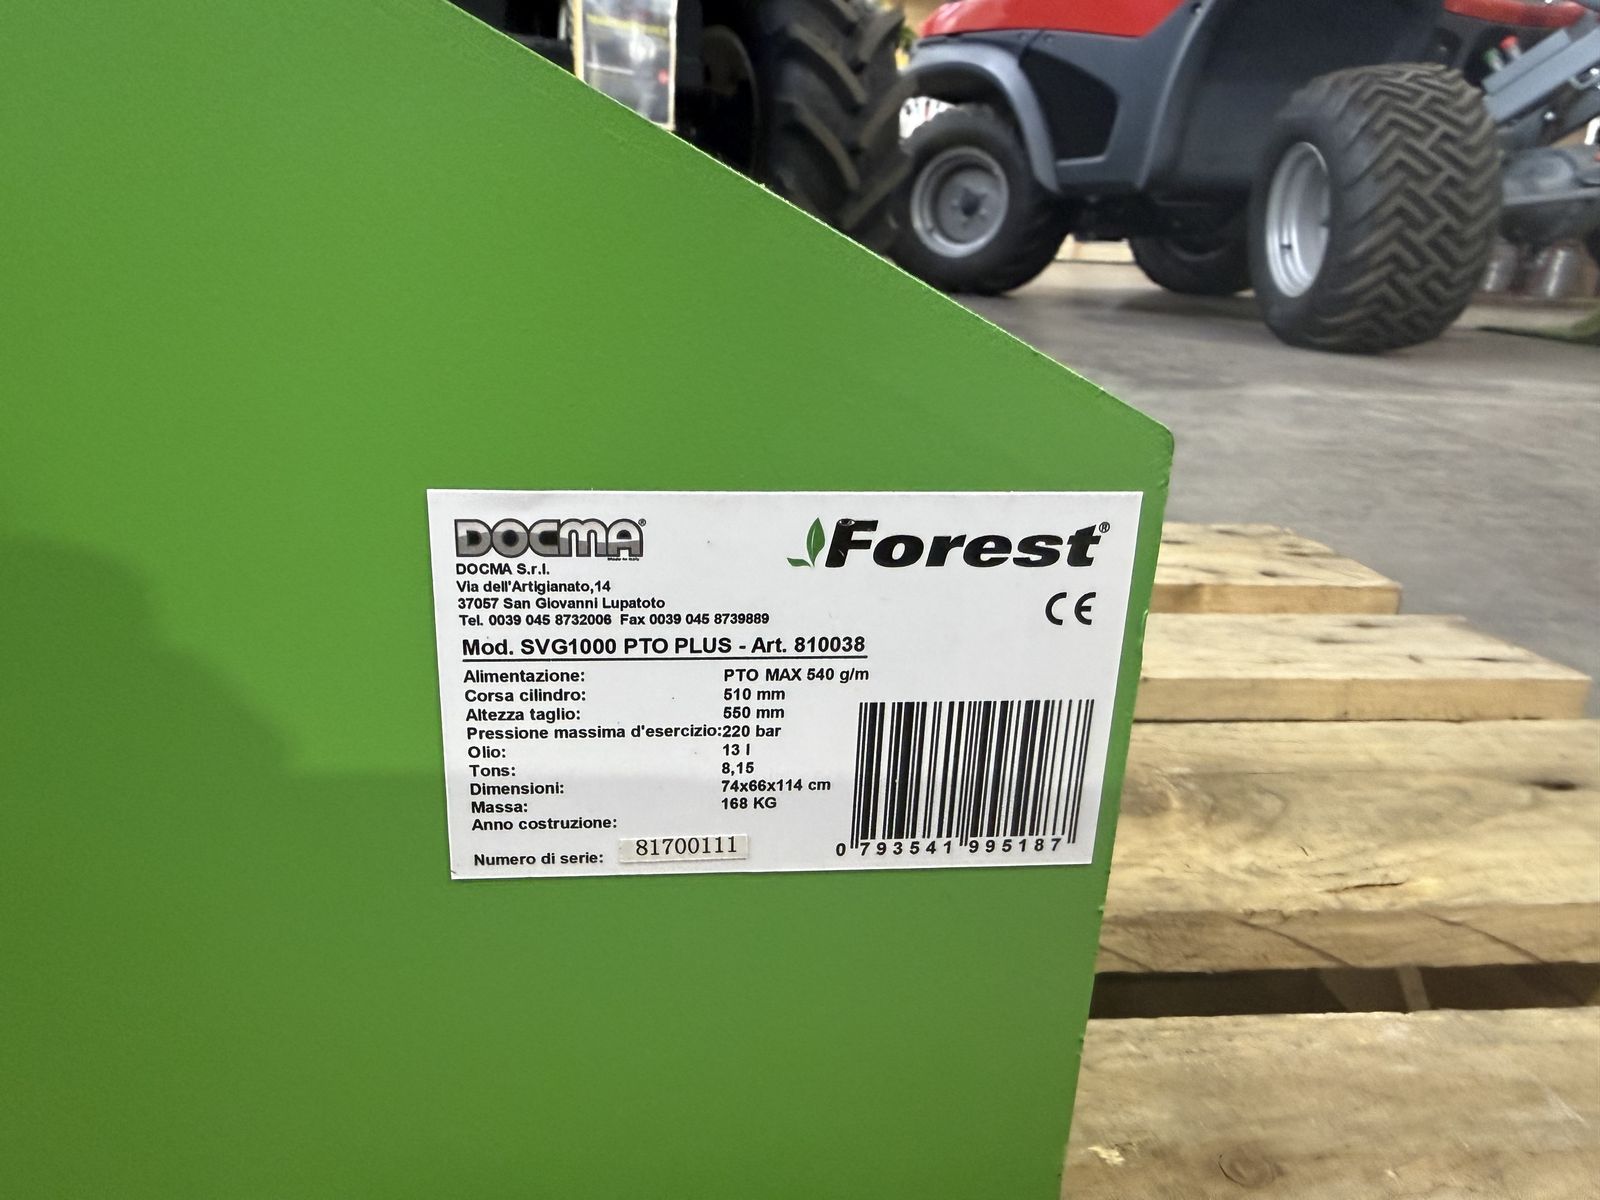 DOCMA®
Made in Italy
Forest®
DOCMA S.r.l.
Via dell'Artigianato,14
37057 San Giovanni Lupatoto
Tel. 0039 045 8732006 Fax 0039 045 8739889
CE
Mod. SVG1000 PTO PLUS - Art. 810038
Alimentazione: PTO MAX 540 g/m
Corsa cilindro: 510 mm
Altezza taglio: 550 mm
Pressione massima d'esercizio:220 bar
Olio: 13 l
Tons: 8,15
Dimensioni: 74x66x114 cm
Massa: 168 KG
Anno costruzione:
Numero di serie: 81700111
0 793541 995187